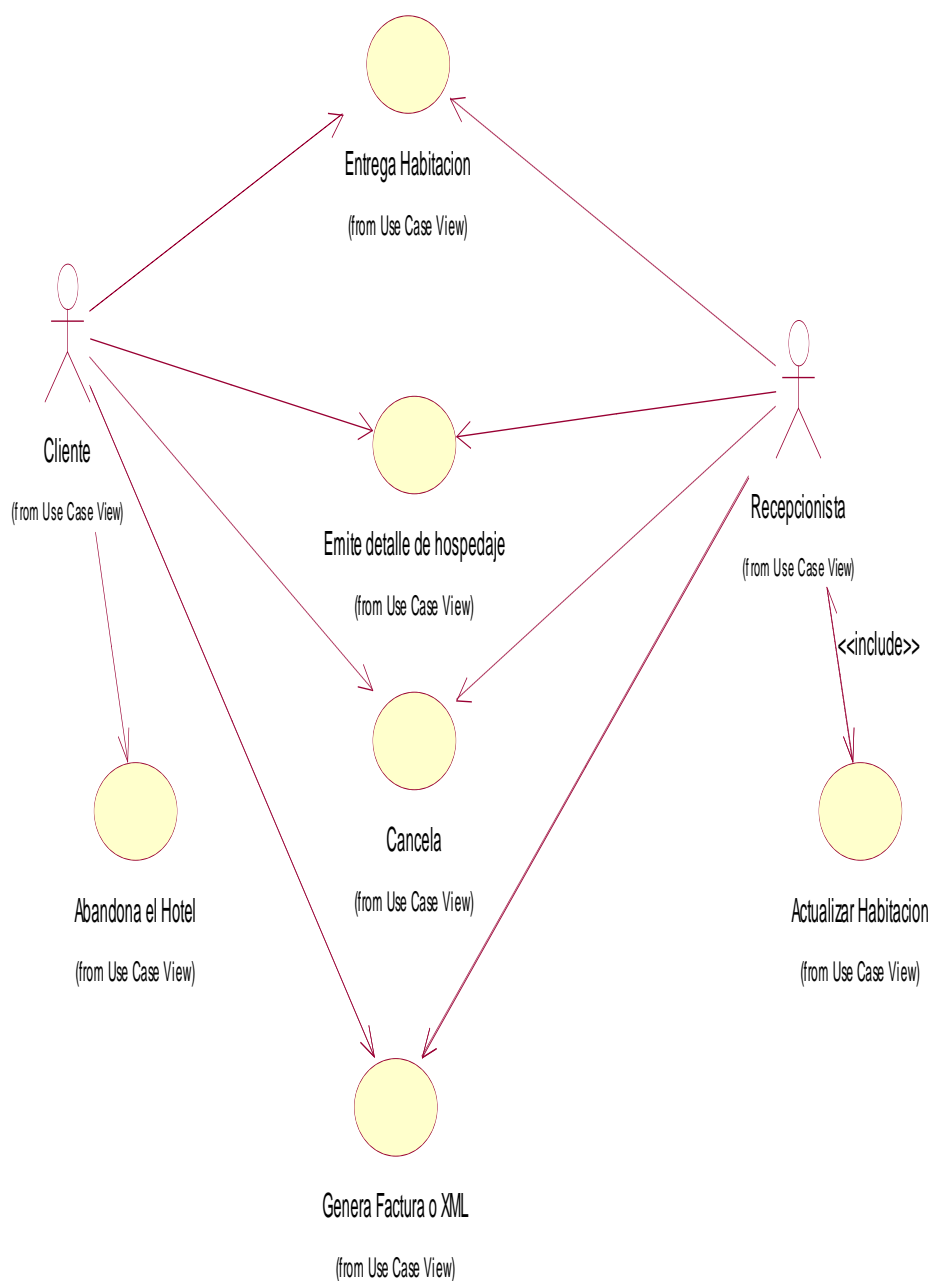 Entrega Habitacion
(from Use Case View)
Cliente
(from Use Case View)
Recepcionista
(from Use Case View)
Emite detalle de hospedaje
(from Use Case View)
<<include>>
Cancela
(from Use Case View)
Abandona el Hotel
(from Use Case View)
Actualizar Habitacion
(from Use Case View)
Genera Factura o XML
(from Use Case View)